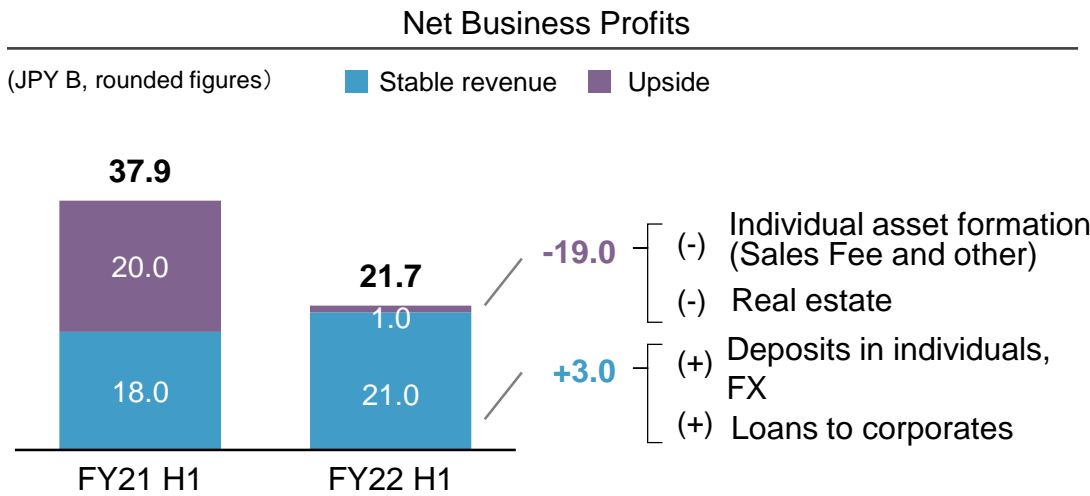 Net Business Profits
(JPY B, rounded figures）
Stable revenue
Upside
37.9
20.0
18.0
21.7
1.0
21.0
-19.0
(-) Individual asset formation
(Sales Fee and other)
(-) Real estate
+3.0
(+) Deposits in individuals,
FX
(+) Loans to corporates
FY21 H1
FY22 H1